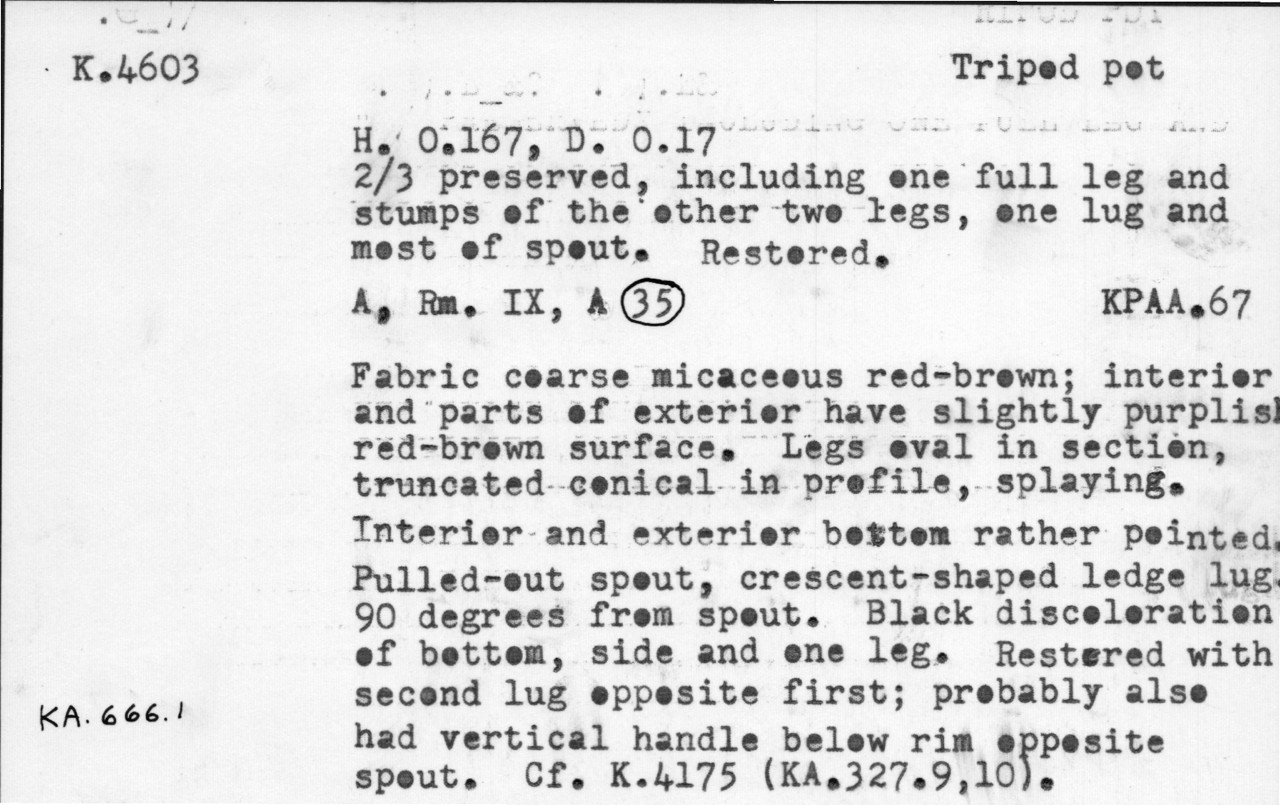 K.4603 Tripod pot
H. 0.167, D. 0.17
2/3 preserved, including one full leg and
stumps of the other two legs, one lug and
most of spout. Restored.
A, Rm. IX, A 35 KPAA.67
Fabric coarse micaceous red-brown; interior
and parts of exterior have slightly purplish
red-brown surface. Legs oval in section,
truncated conical in profile, splaying.
Interior and exterior bottom rather pointed.
Pulled-out spout, crescent-shaped ledge lug.
90 degrees from spout. Black discoloration
of bottom, side and one leg. Restored with
second lug opposite first; probably also
KA.666.1
had vertical handle below rim opposite
spout. Cf. K.4175 (KA.327.9,10).